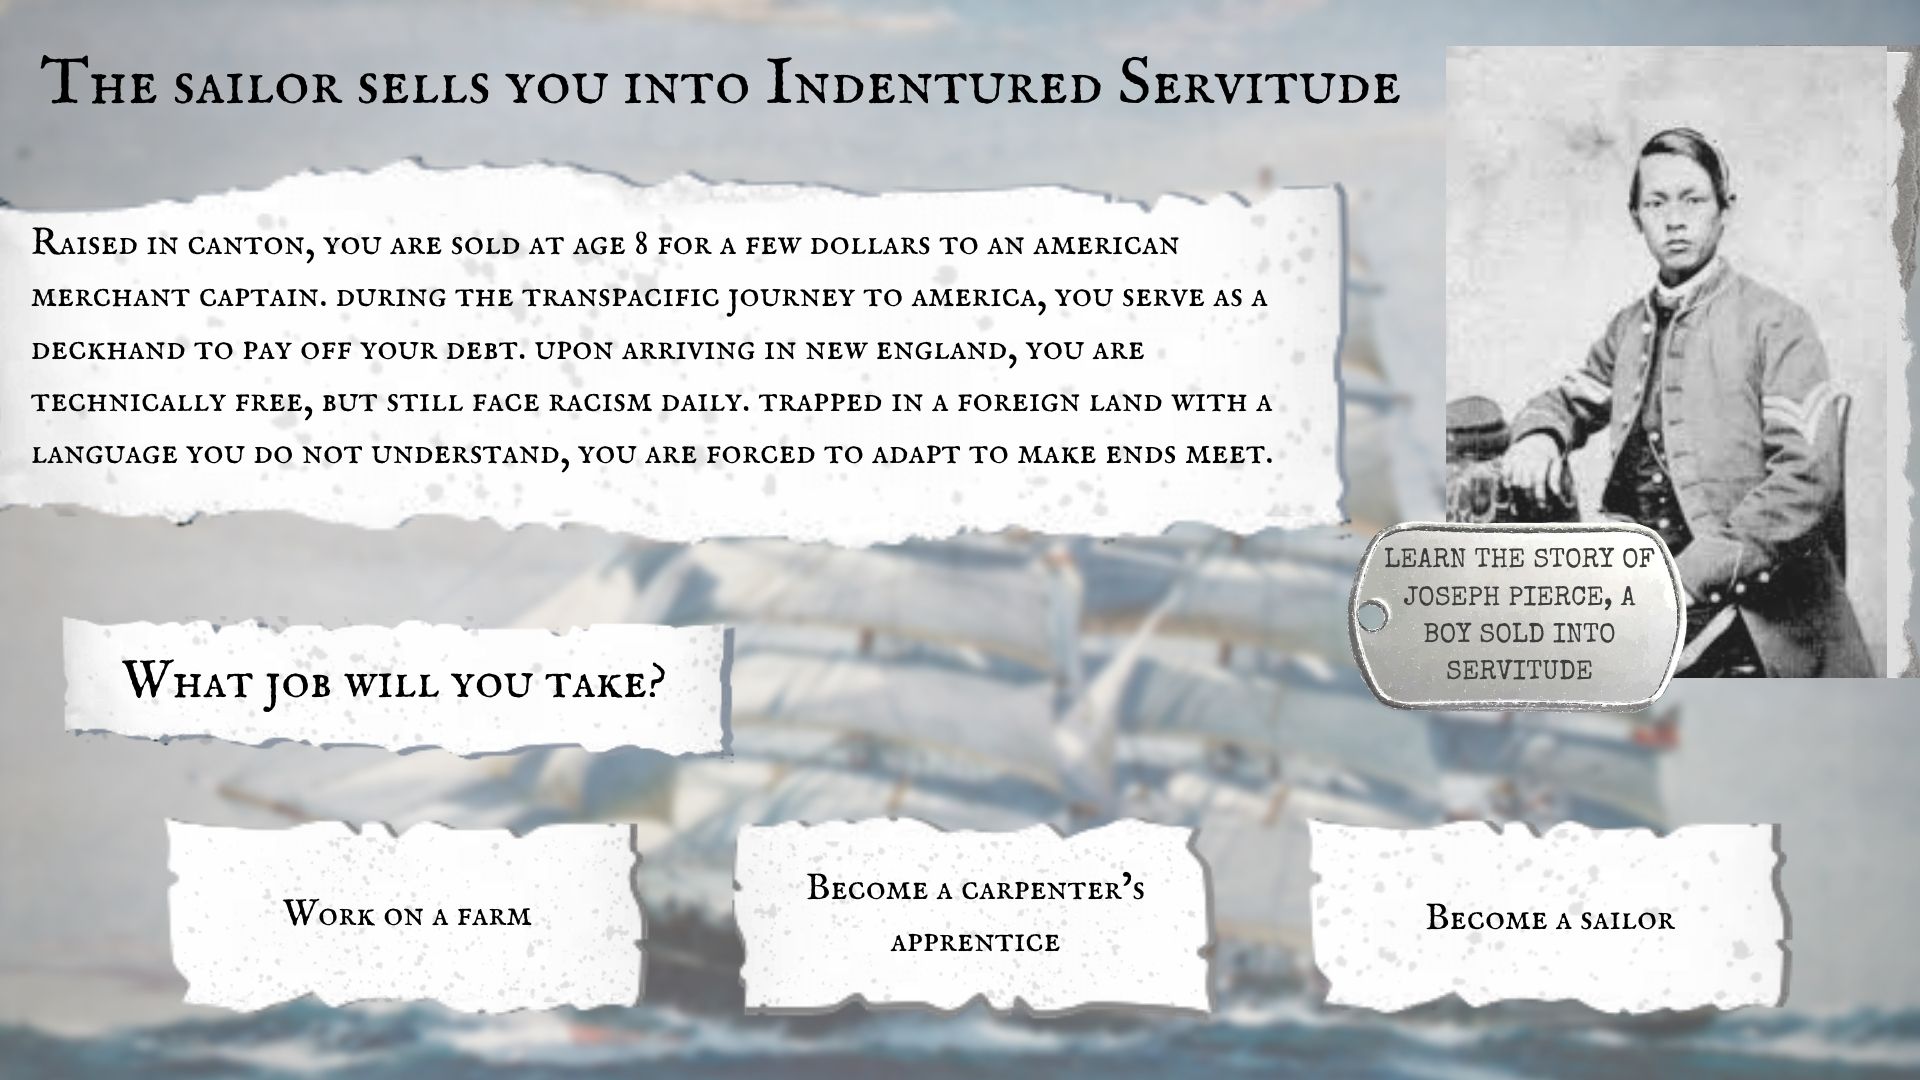 The sailor sells you into Indentured Servitude
Raised in canton, you are sold at age 8 for a few dollars to an american
merchant captain. during the transpacific journey to america, you serve as a
deckhand to pay off your debt. upon arriving in new england, you are
technically free, but still face racism daily. trapped in a foreign land with a
language you do not understand, you are forced to adapt to make ends meet.
LEARN THE STORY OF
JOSEPH PIERCE, A
BOY SOLD INTO
SERVITUDE
What job will you take?
Work on a farm
Become a carpenter's
apprentice
Become a sailor